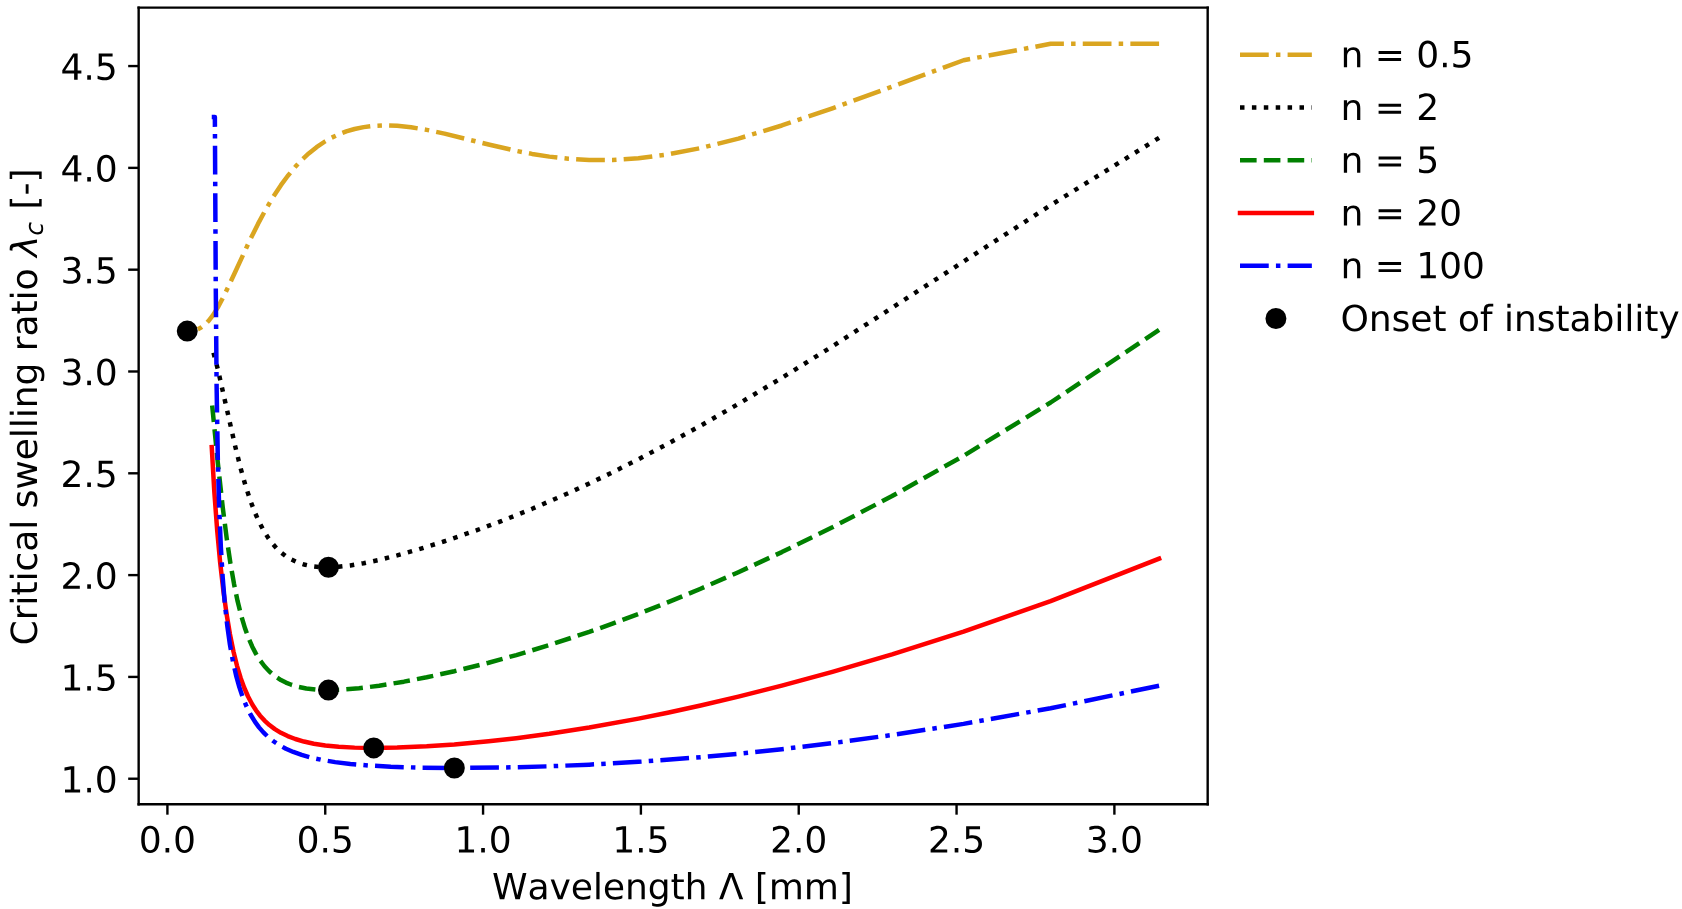 4.5
4.0
3.5
3.0
2.5
2.0
1.5
1.0
Critical swelling ratio λc [-]
0.0 0.5 1.0 1.5 2.0 2.5 3.0
Wavelength Λ [mm]
n = 0.5
n = 2
n = 5
n = 20
n = 100
Onset of instability